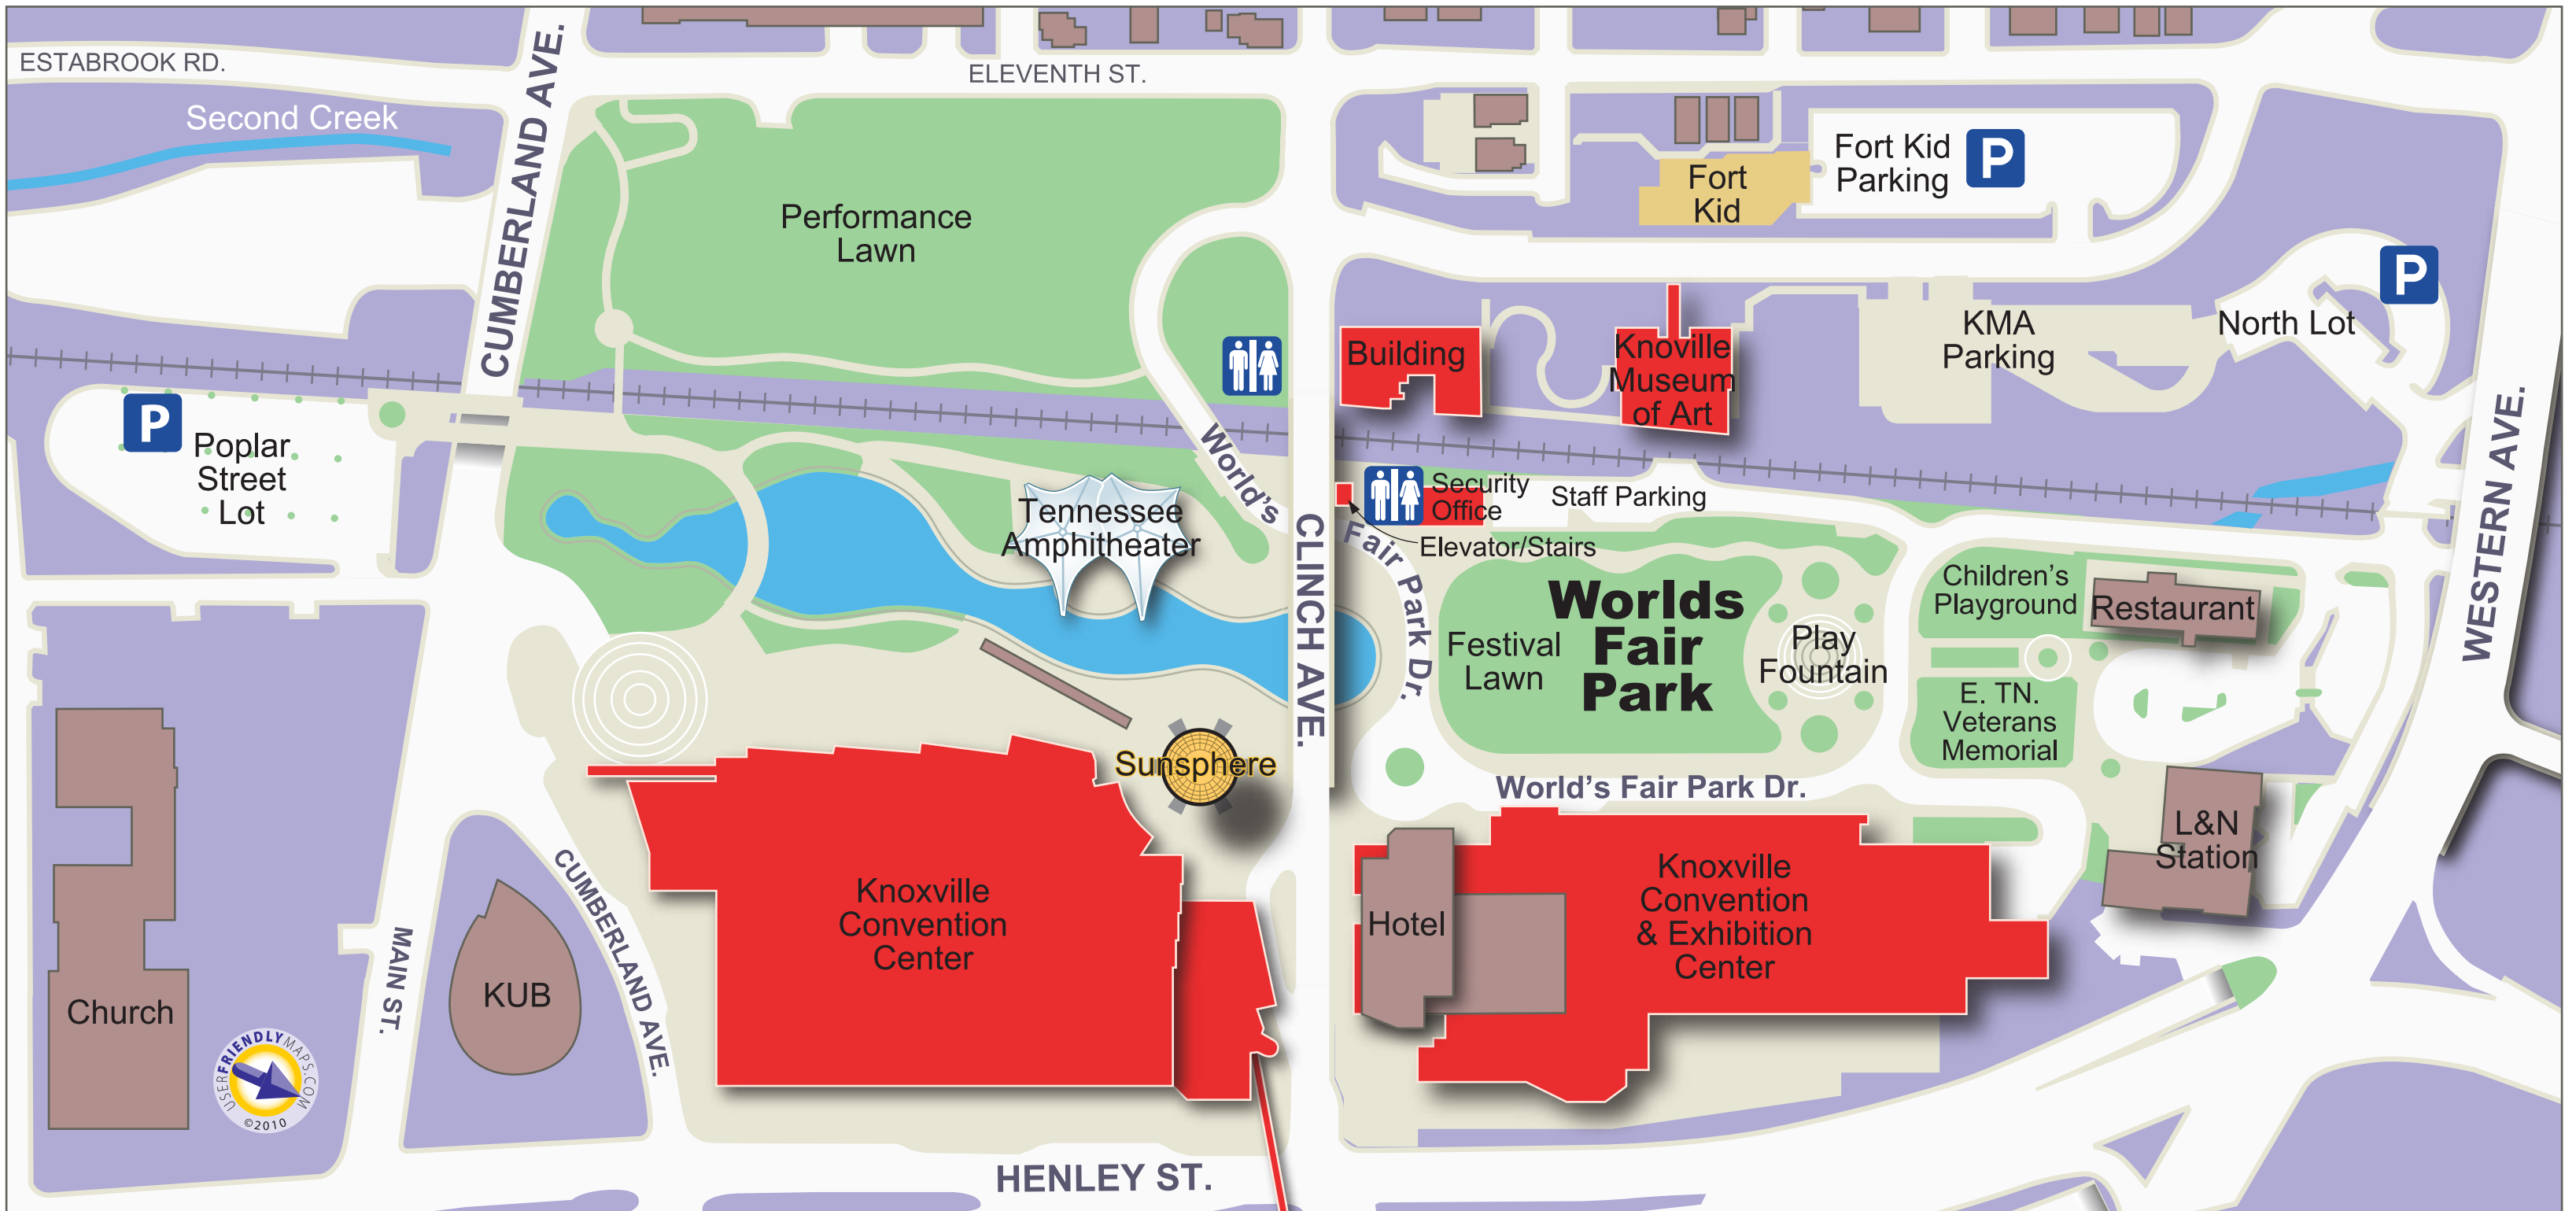 ESTABROOK RD.
CUMBERLAND AVE.
ELEVENTH ST.
Second Creek
Performance
Lawn
Fort
Kid
Fort Kid
Parking
P
P
Building
Knoville
Museum
of Art
KMA
Parking
North Lot
P
Poplar
Street
Lot
World's
Fair Park Dr.
CLINCH AVE.
WESTERN AVE.
Tennessee
Amphitheater
Security
Office
Staff Parking
Elevator/Stairs
Worlds
Fair
Park
Festival
Lawn
Play
Fountain
Children's
Playground
Restaurant
E. TN.
Veterans
Memorial
Sunsphere
World's Fair Park Dr.
L&N
Station
Knoxville
Convention
Center
Hotel
Knoxville
Convention
& Exhibition
Center
Church
MAIN ST.
KUB
CUMBERLAND AVE.
USERFRIENDLYMAPS.COM
©2010
HENLEY ST.